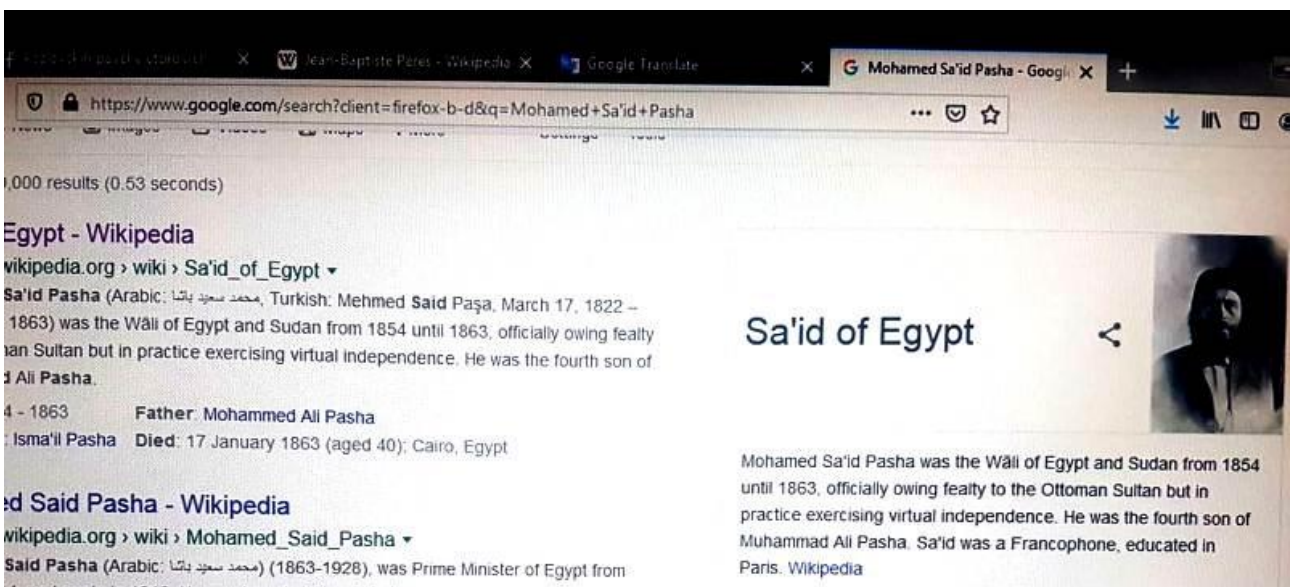 Jean-Baptiste Peres - Wikipedia
Google Translate
Mohamed Sa'id Pasha - Googl
https://www.google.com/search?client=firefox-b-d&q=Mohamed+Sa'id+Pasha
,000 results (0.53 seconds)
Egypt - Wikipedia
wikipedia.org › wiki › Sa'id_of_Egypt
Sa'id Pasha (Arabic: محمد سعيد باشا, Turkish: Mehmed Said Paşa, March 17, 1822 –
1863) was the Wāli of Egypt and Sudan from 1854 until 1863, officially owing fealty
an Sultan but in practice exercising virtual independence. He was the fourth son of
Ali Pasha.
4 - 1863 Father: Mohammed Ali Pasha
: Isma'il Pasha Died: 17 January 1863 (aged 40); Cairo, Egypt
ed Said Pasha - Wikipedia
wikipedia.org › wiki › Mohamed_Said_Pasha
Said Pasha (Arabic: محمد سعيد باشا) (1863-1928), was Prime Minister of Egypt from
Sa'id of Egypt
Mohamed Sa'id Pasha was the Wāli of Egypt and Sudan from 1854
until 1863, officially owing fealty to the Ottoman Sultan but in
practice exercising virtual independence. He was the fourth son of
Muhammad Ali Pasha. Sa'id was a Francophone, educated in
Paris. Wikipedia